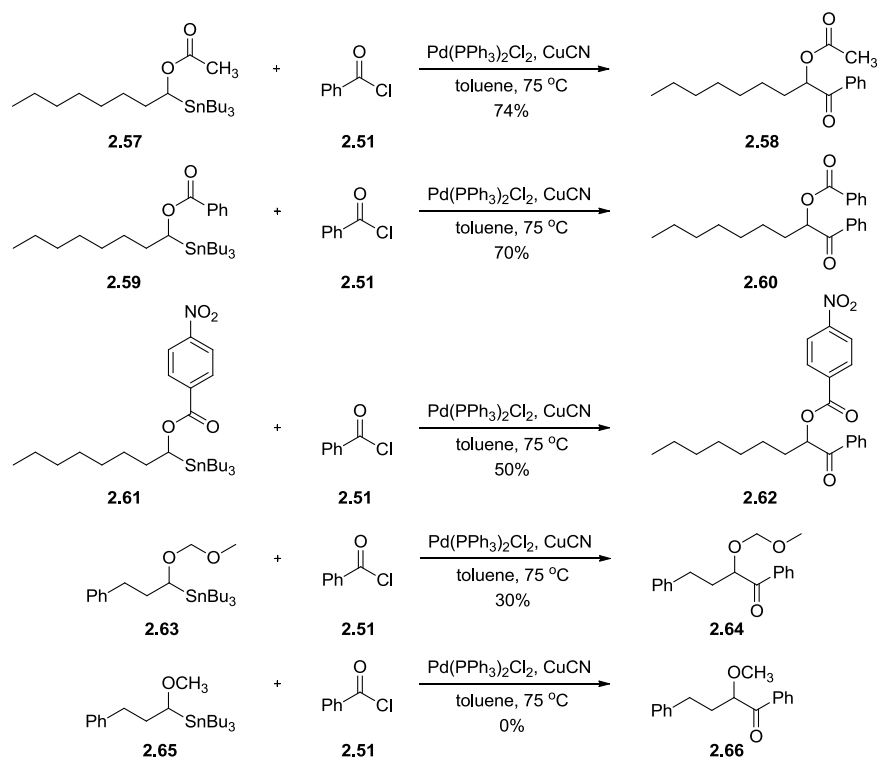 O
O
CH3
SnBu3
2.57
+
O
Ph
Cl
2.51
Pd(PPh3)2Cl2, CuCN
toluene, 75 °C
74%
O
O
CH3
Ph
O
2.58
O
O
Ph
SnBu3
2.59
+
O
Ph
Cl
2.51
Pd(PPh3)2Cl2, CuCN
toluene, 75 °C
70%
O
O
Ph
Ph
O
2.60
NO2
O
O
SnBu3
2.61
+
O
Ph
Cl
2.51
Pd(PPh3)2Cl2, CuCN
toluene, 75 °C
50%
NO2
O
O
Ph
O
2.62
O
O
Ph
SnBu3
2.63
+
O
Ph
Cl
2.51
Pd(PPh3)2Cl2, CuCN
toluene, 75 °C
30%
O
O
Ph
Ph
O
2.64
OCH3
Ph
SnBu3
2.65
+
O
Ph
Cl
2.51
Pd(PPh3)2Cl2, CuCN
toluene, 75 °C
0%
OCH3
Ph
Ph
O
2.66